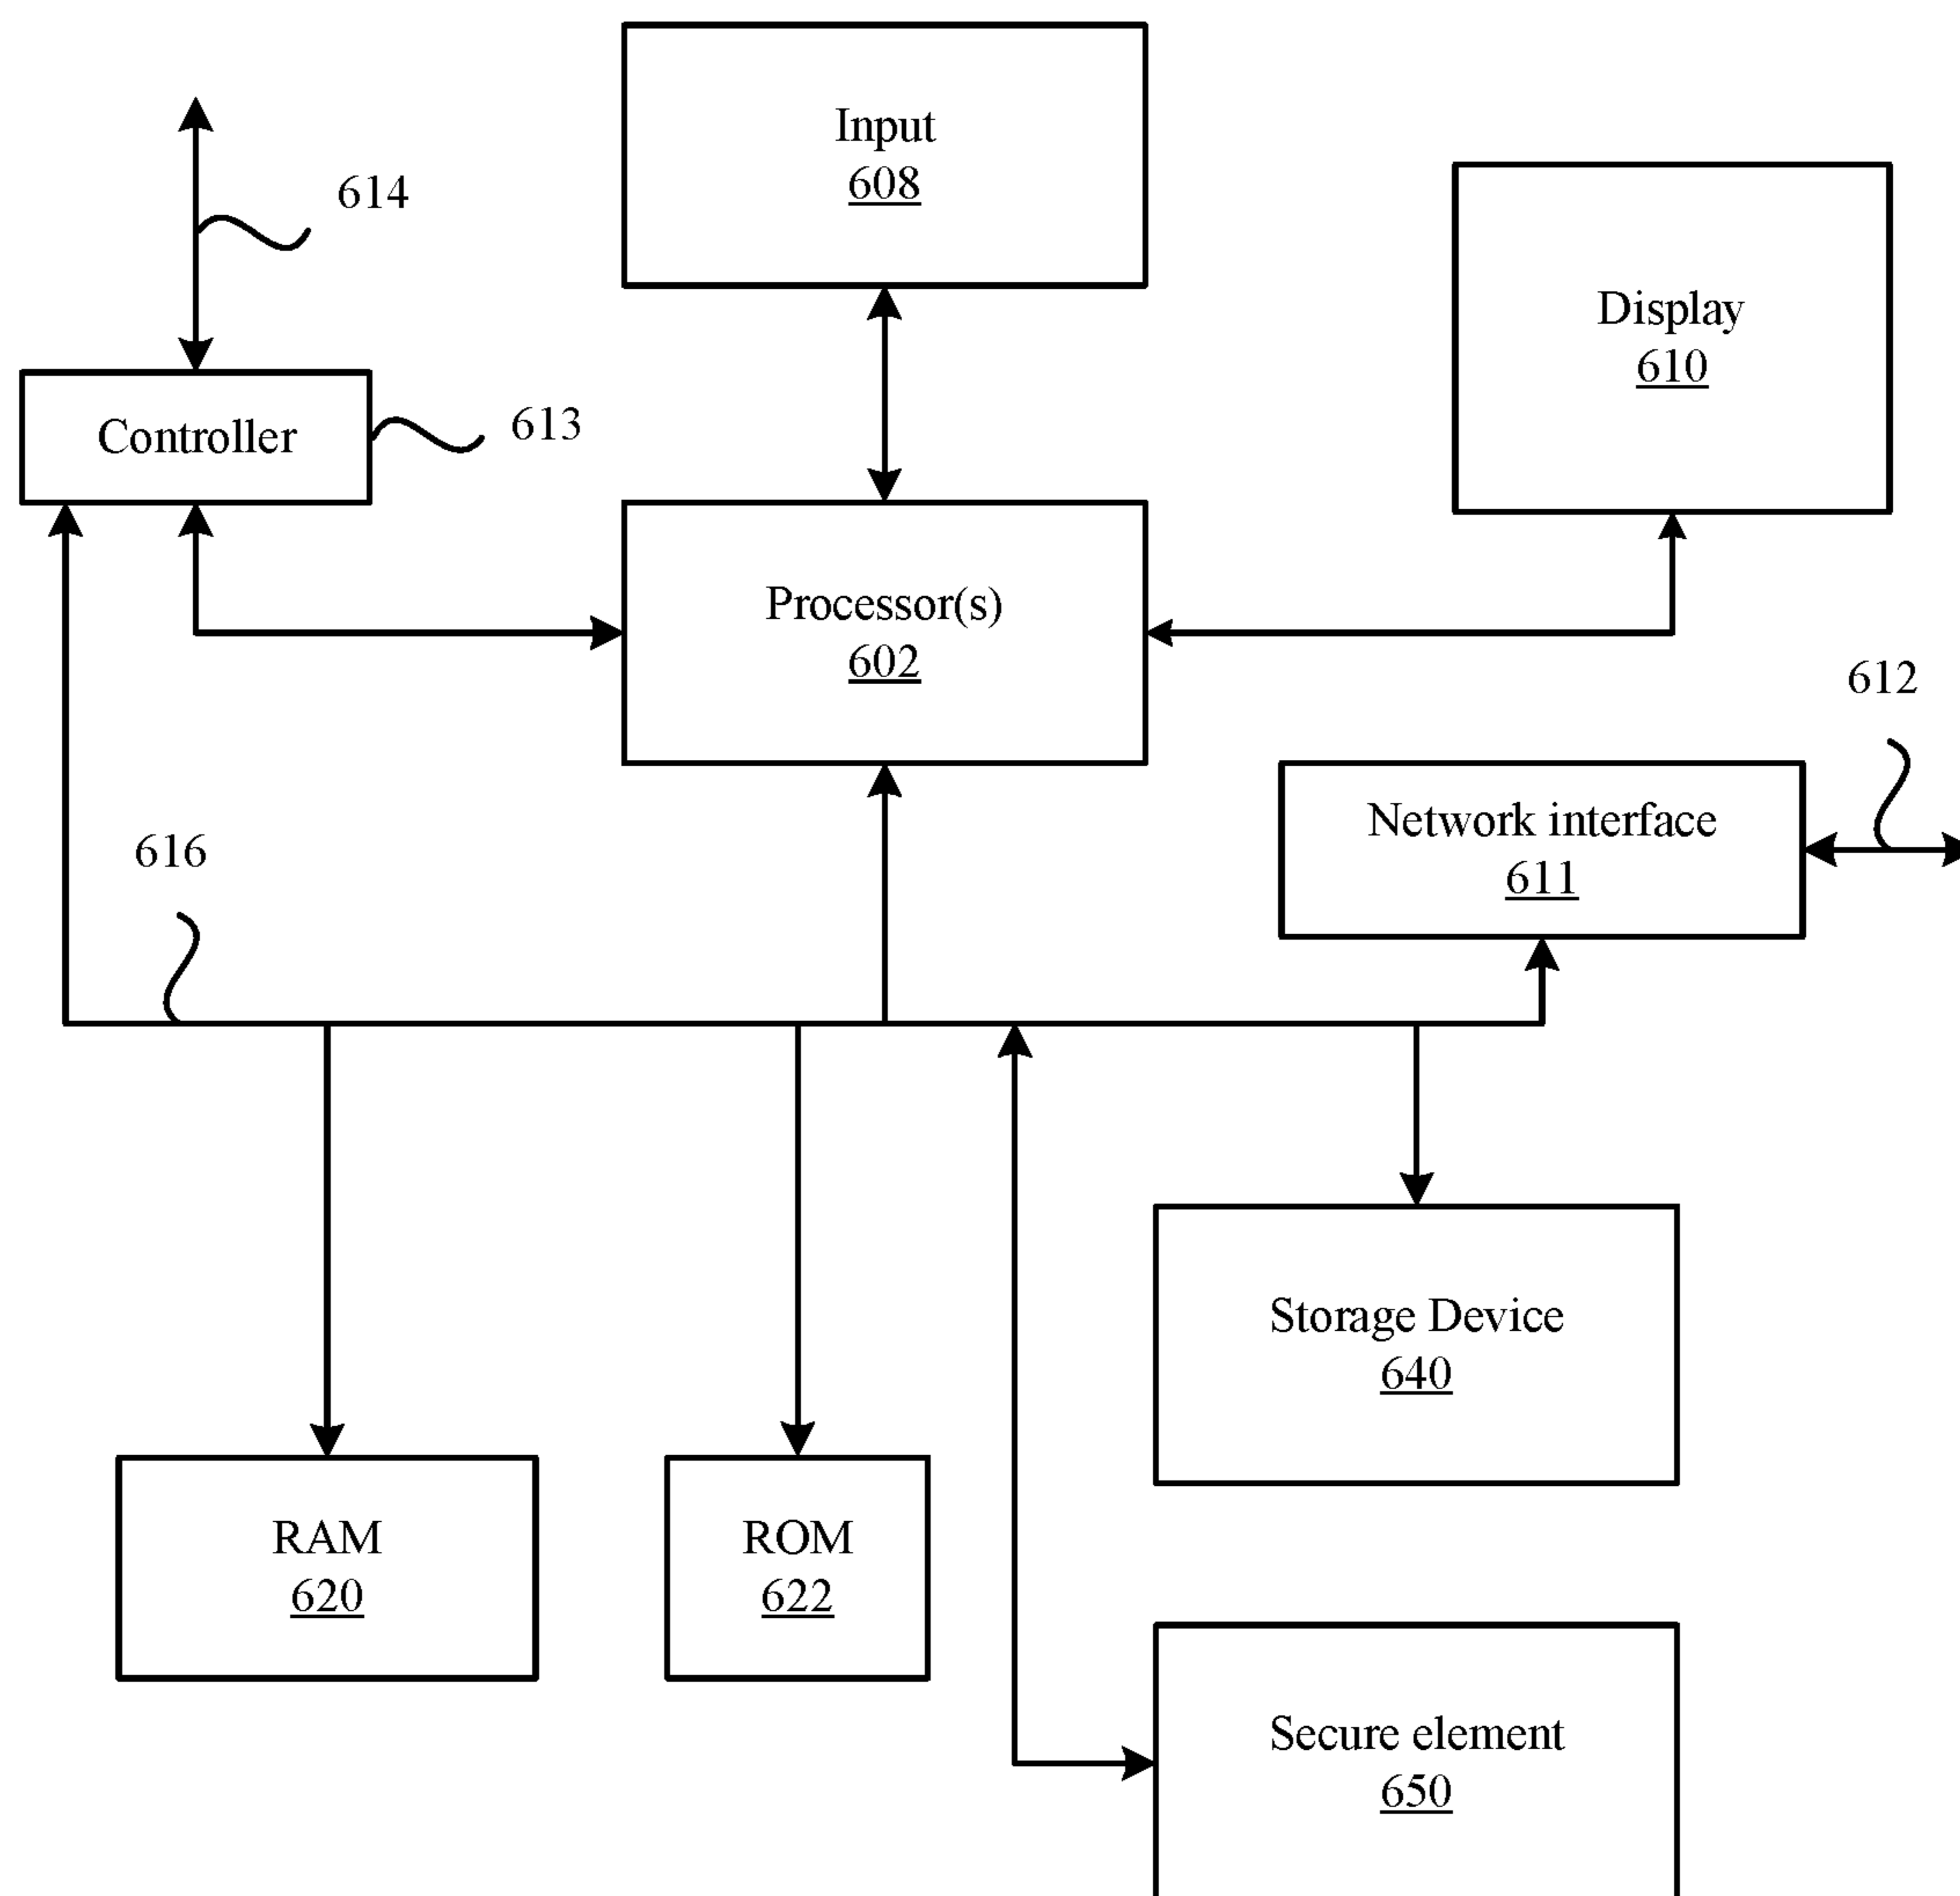 Input
608
614
Display
610
Controller
613
Processor(s)
602
612
Network interface
611
616
Storage Device
640
RAM
620
ROM
622
Secure element
650